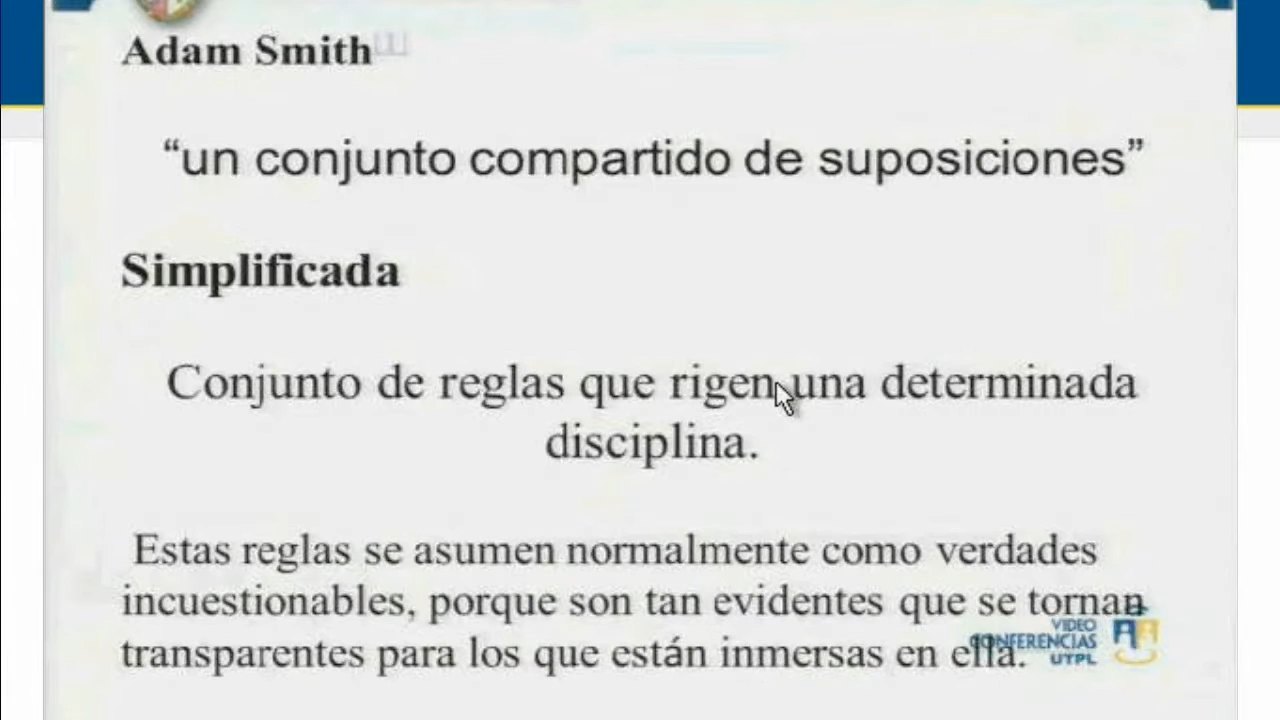 Adam Smith
“un conjunto compartido de suposiciones”
Simplificada
Conjunto de reglas que rigen una determinada
disciplina.
Estas reglas se asumen normalmente como verdades
incuestionables, porque son tan evidentes que se tornan
transparentes para los que están inmersas en ella.
VIDEO
CONFERENCIAS
UTPL